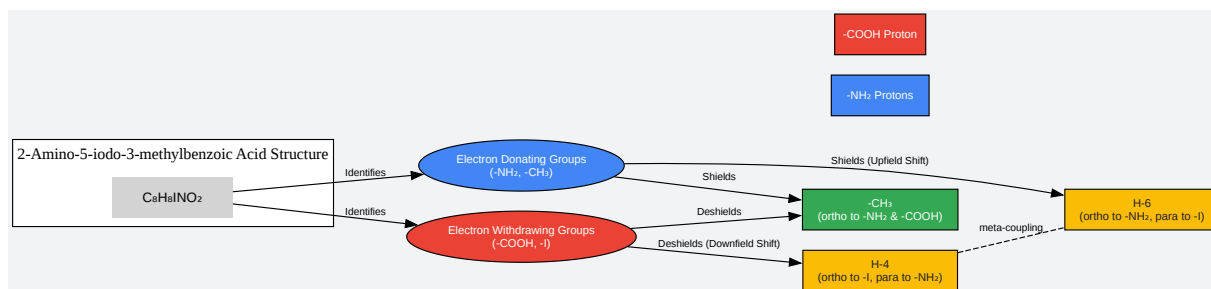 -COOH Proton
-NH₂ Protons
2-Amino-5-iodo-3-methylbenzoic Acid Structure
C₈H₈INO₂
Identifies
Identifies
Electron Donating Groups
(-NH₂, -CH₃)
Electron Withdrawing Groups
(-COOH, -I)
Shields (Upfield Shift)
Shields
Deshields
Deshields (Downfield Shift)
-CH₃
(ortho to -NH₂ & -COOH)
H-4
(ortho to -I, para to -NH₂)
meta-coupling
H-6
(ortho to -NH₂, para to -I)